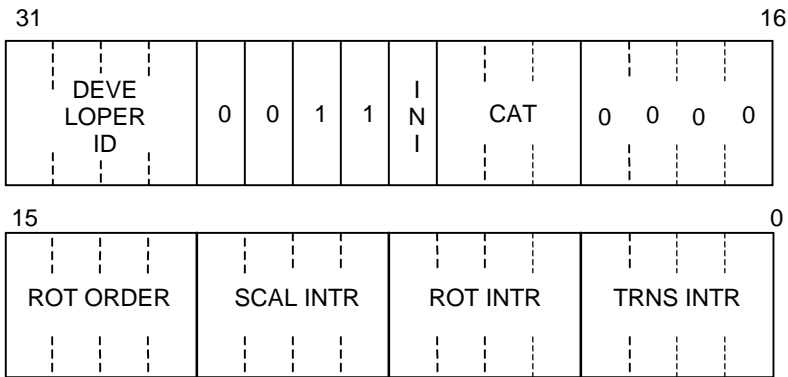 31 16
DEVE
LOPER
ID
0 0 1 1
I
N
I
CAT
0 0 0 0
15 0
ROT ORDER SCAL INTR ROT INTR TRNS INTR